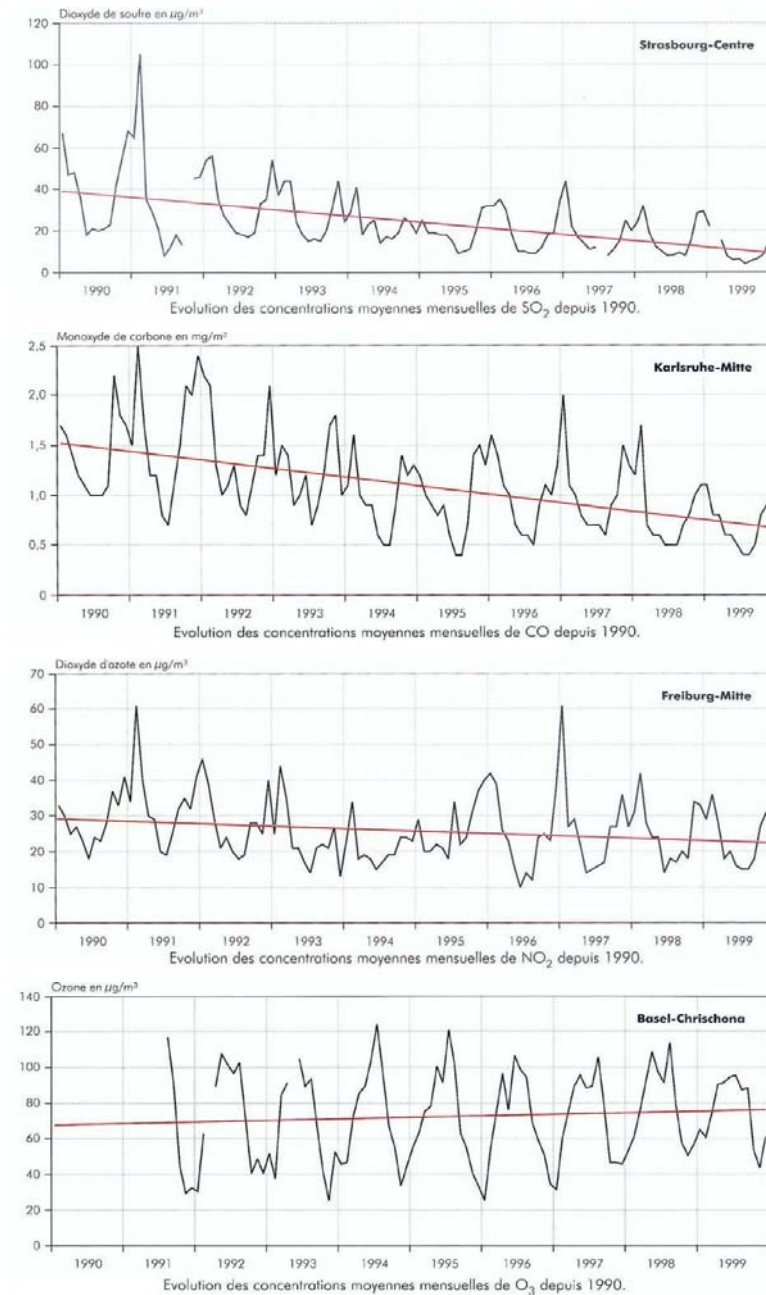 Dioxyde de soufre en µg/m³
Strasbourg-Centre
120
100
80
60
40
20
0
1990 1991 1992 1993 1994 1995 1996 1997 1998 1999
Evolution des concentrations moyennes mensuelles de SO₂ depuis 1990.
Monoxyde de carbone en mg/m³
Karlsruhe-Mitte
2,5
2,0
1,5
1,0
0,5
0
1990 1991 1992 1993 1994 1995 1996 1997 1998 1999
Evolution des concentrations moyennes mensuelles de CO depuis 1990.
Dioxyde d'azote en µg/m³
Freiburg-Mitte
70
60
50
40
30
20
10
0
1990 1991 1992 1993 1994 1995 1996 1997 1998 1999
Evolution des concentrations moyennes mensuelles de NO₂ depuis 1990.
Ozone en µg/m³
Basel-Chrischona
140
120
100
80
60
40
20
0
1990 1991 1992 1993 1994 1995 1996 1997 1998 1999
Evolution des concentrations moyennes mensuelles de O₃ depuis 1990.